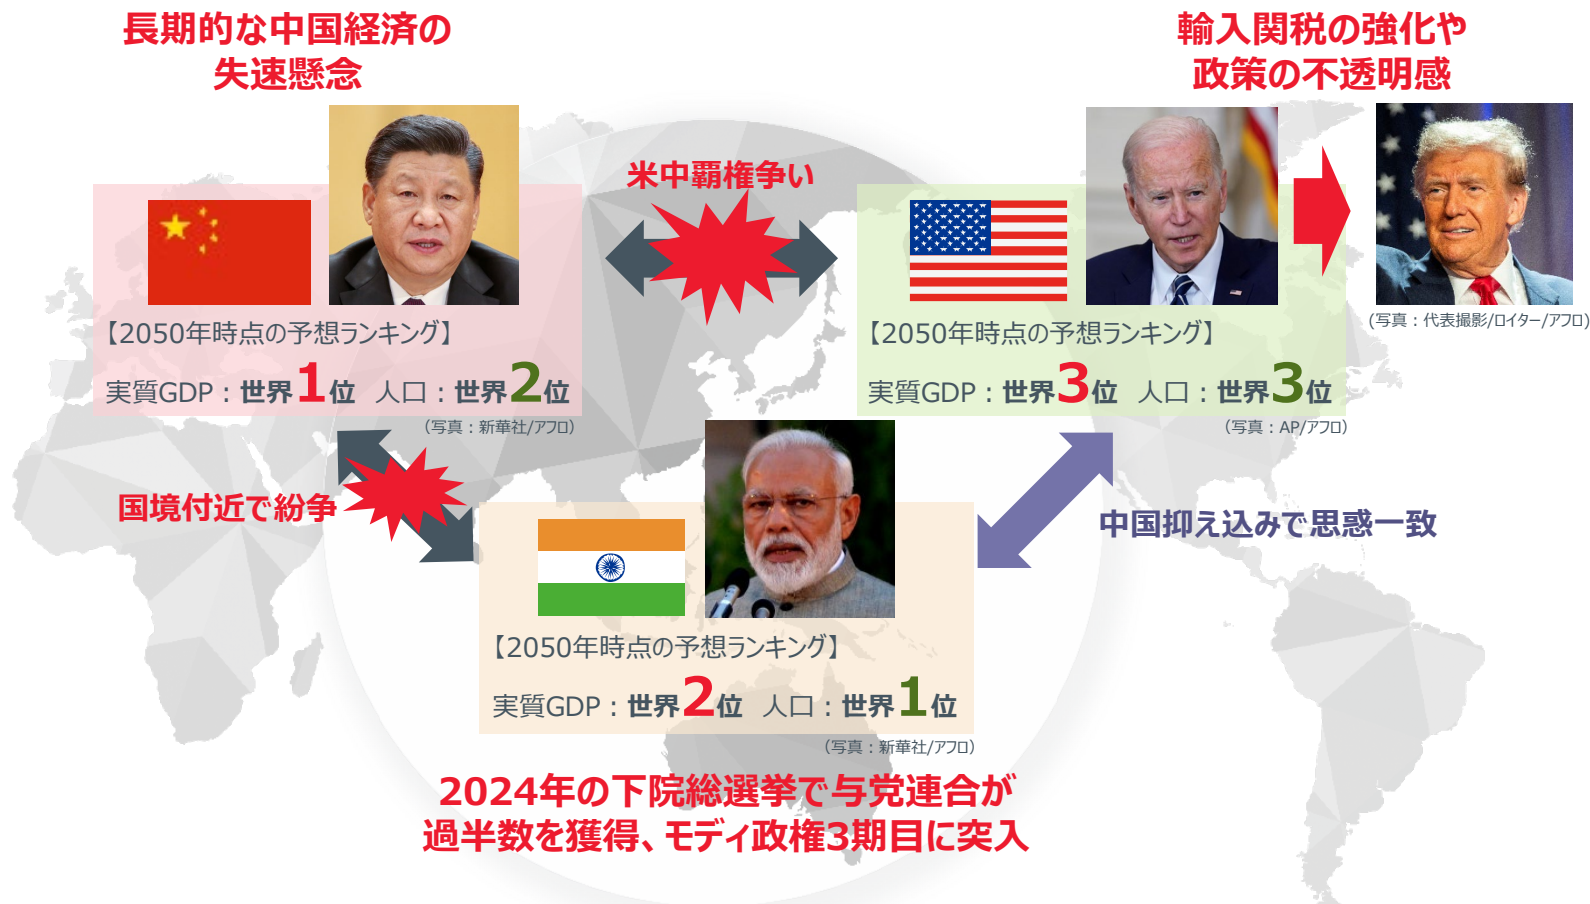 長期的な中国経済の
失速懸念
輸入関税の強化や
政策の不透明感
米中覇権争い
(写真：代表撮影/ロイター/アフロ)
【2050年時点の予想ランキング】
実質GDP：世界1位 人口：世界2位
（写真：新華社/アフロ）
【2050年時点の予想ランキング】
実質GDP：世界3位 人口：世界3位
（写真：AP/アフロ）
国境付近で紛争
中国抑え込みで思惑一致
【2050年時点の予想ランキング】
実質GDP：世界2位 人口：世界1位
（写真：新華社/アフロ）
2024年の下院総選挙で与党連合が
過半数を獲得、モディ政権3期目に突入